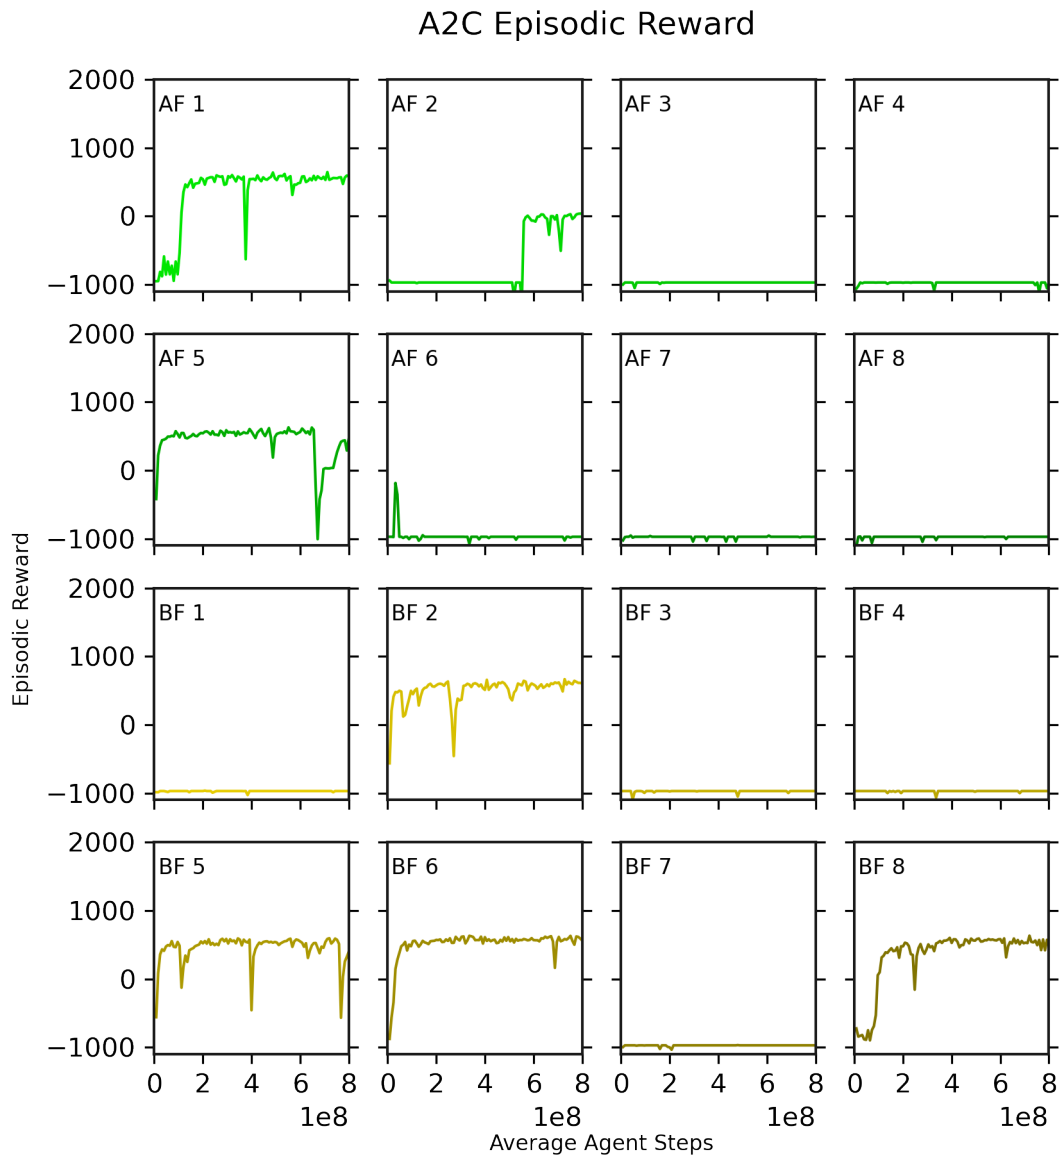 A2C Episodic Reward
2000
1000
0
−1000
AF 1
AF 2
AF 3
AF 4
2000
1000
0
−1000
AF 5
AF 6
AF 7
AF 8
Episodic Reward
2000
1000
0
−1000
BF 1
BF 2
BF 3
BF 4
2000
1000
0
−1000
BF 5
BF 6
BF 7
BF 8
0 2 4 6 8 0 2 4 6 8 0 2 4 6 8 0 2 4 6 8
1e8 1e8 1e8 1e8
Average Agent Steps